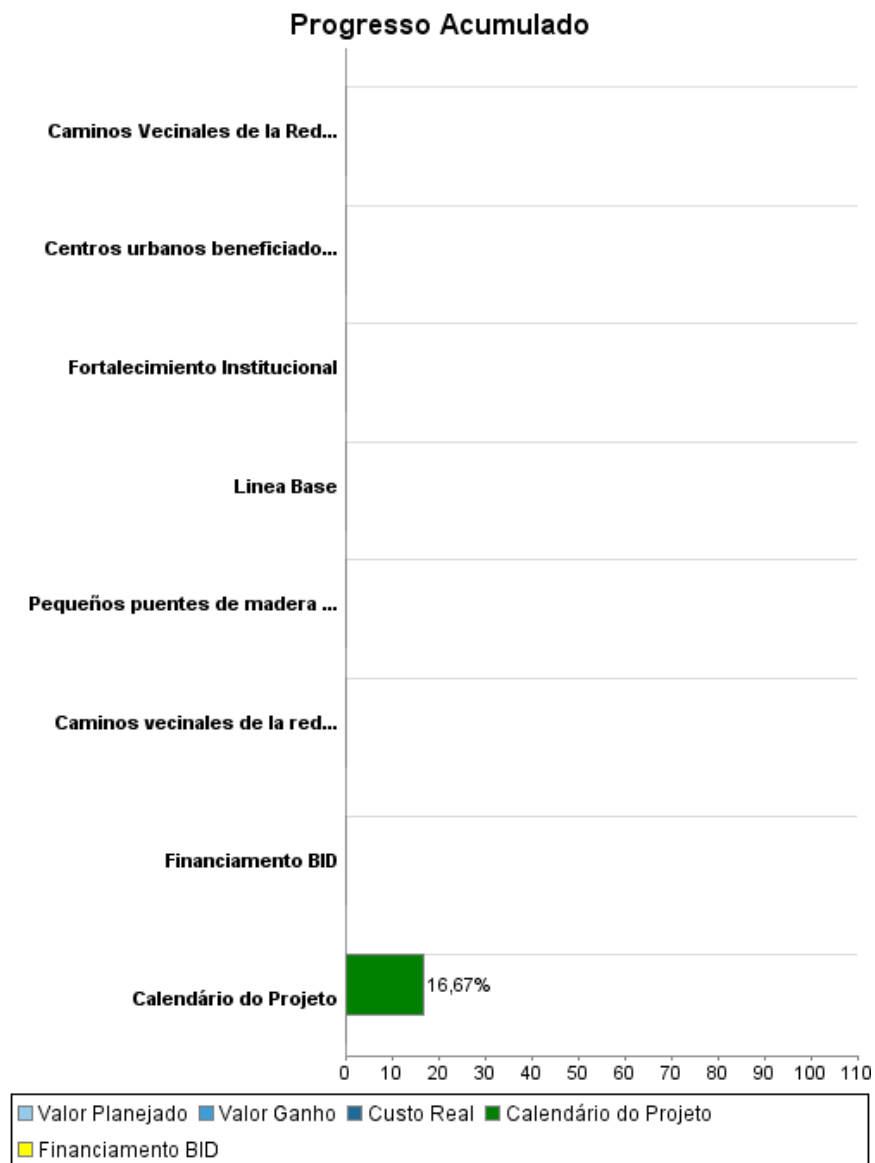 Progresso Acumulado
Caminos Vecinales de la Red...
Centros urbanos beneficiado...
Fortalecimiento Institucional
Linea Base
Pequeños puentes de madera ...
Caminos vecinales de la red...
Financiamento BID
Calendário do Projeto
16,67%
0 10 20 30 40 50 60 70 80 90 100 110
Valor Planejado Valor Ganho Custo Real Calendário do Projeto
Financiamento BID